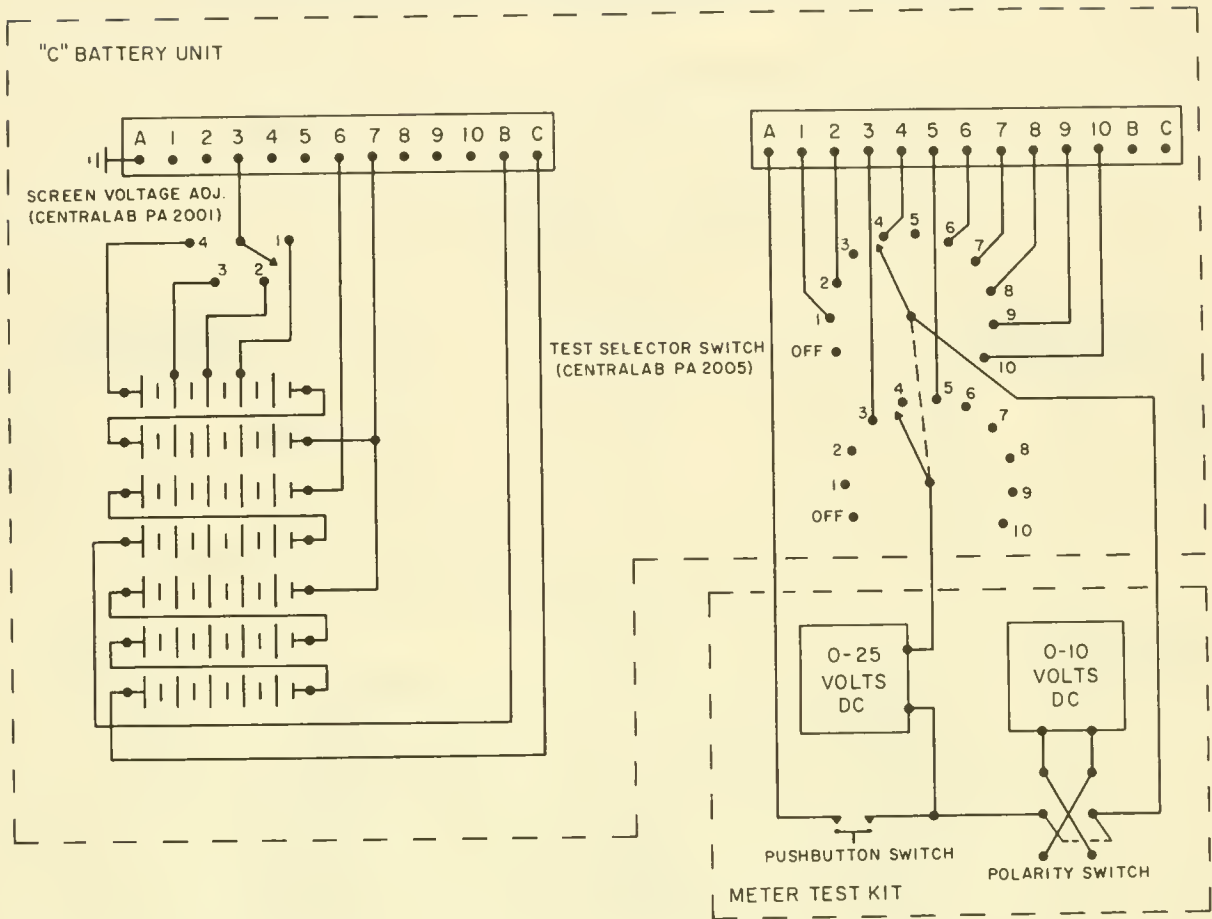 "C" BATTERY UNIT
A 1 2 3 4 5 6 7 8 9 10 B C
SCREEN VOLTAGE ADJ.
(CENTRALAB PA 2001)
4
1
3
2
A 1 2 3 4 5 6 7 8 9 10 B C
TEST SELECTOR SWITCH
(CENTRALAB PA 2005)
4
5
3
6
7
2
8
1
9
OFF
10
4
5
6
3
7
2
8
1
9
OFF
10
0-25
VOLTS
DC
0-10
VOLTS
DC
PUSHBUTTON SWITCH
POLARITY SWITCH
METER TEST KIT